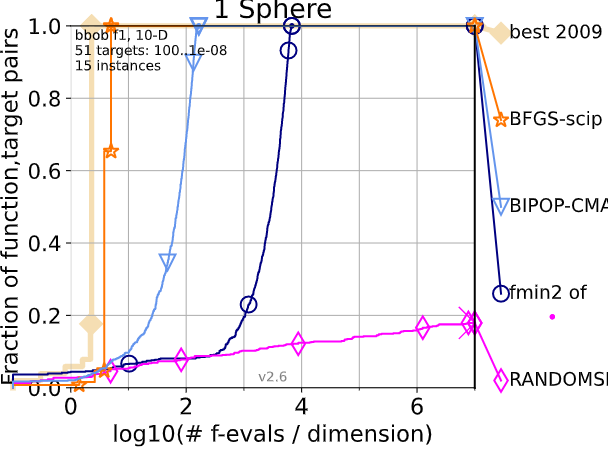 1 Sphere
bbob f1, 10-D
51 targets: 100..1e-08
15 instances
Fraction of function,target pairs
1.0
0.8
0.6
0.4
0.2
0.0
0
2
4
6
log10(# f-evals / dimension)
v2.6
best 2009
BFGS-scip
BIPOP-CMA
fmin2 of
RANDOMS